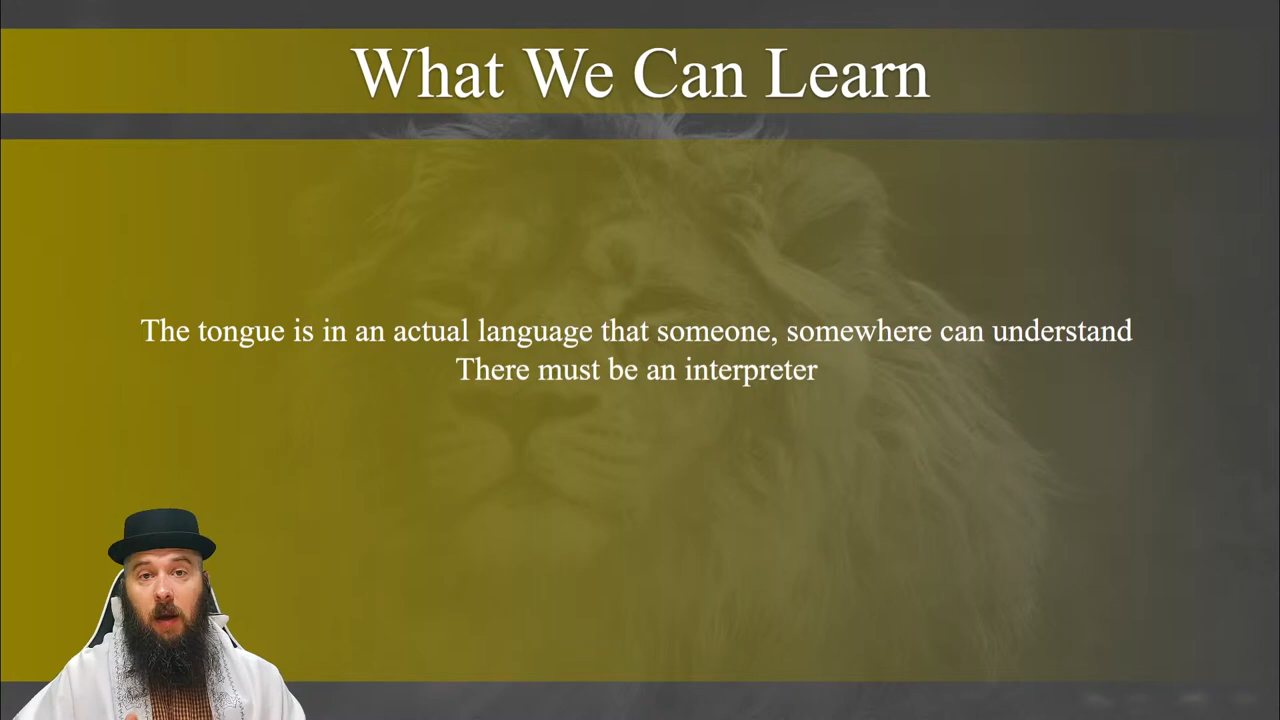 What We Can Learn
The tongue is in an actual language that someone, somewhere can understand
There must be an interpreter